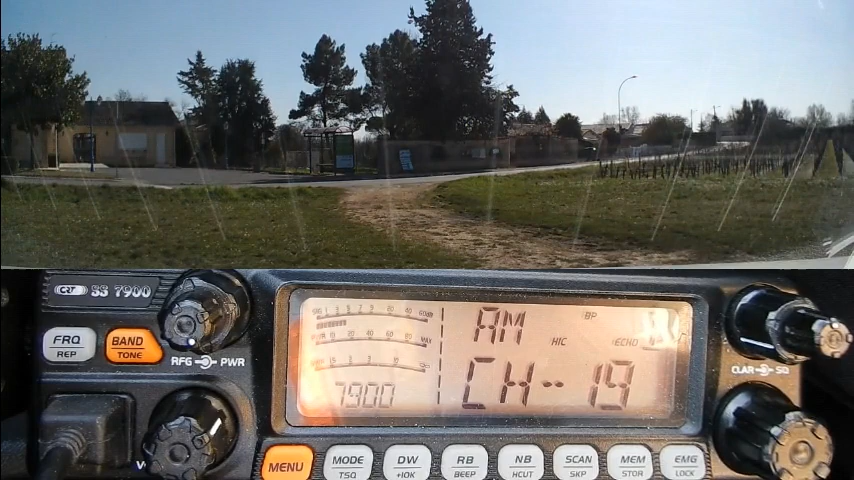 CRT SS 7900
FRQ
REP
BAND
TONE
RFG PWR
AM
BP
HIC
ECHO
CH--19
7900
CLAR SQ
MENU
MODE
TSQ
DW
+10K
RB
BEEP
NB
HCUT
SCAN
SKP
MEM
STOR
EMG
LOCK